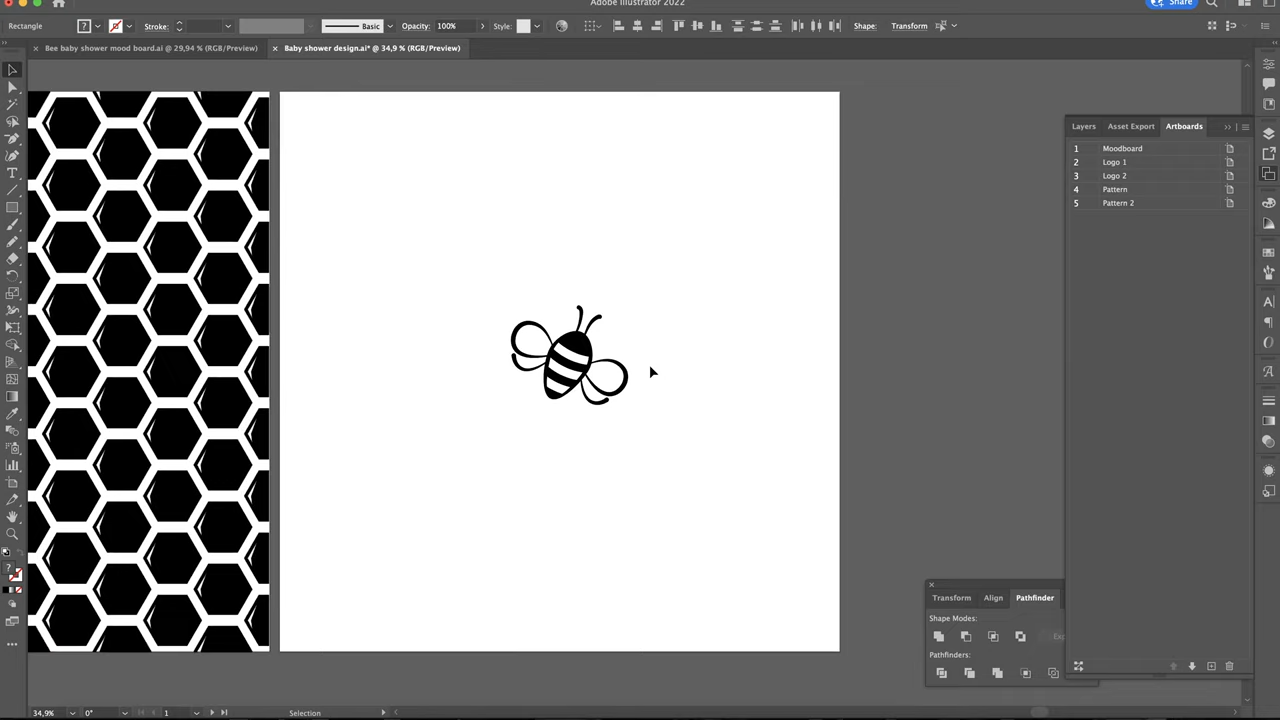 Adobe Illustrator 2022
Share
Rectangle
?
Stroke:
Basic
Opacity: 100%
Style:
Shape:
Transform
× Bee baby shower mood board.ai @ 29,94 % (RGB/Preview)
× Baby shower design.ai* @ 34,9 % (RGB/Preview)
Layers Asset Export Artboards
1 Moodboard
2 Logo 1
3 Logo 2
4 Pattern
5 Pattern 2
Transform Align Pathfinder
Shape Modes:
Pathfinders:
34,9% 0° 1 Selection